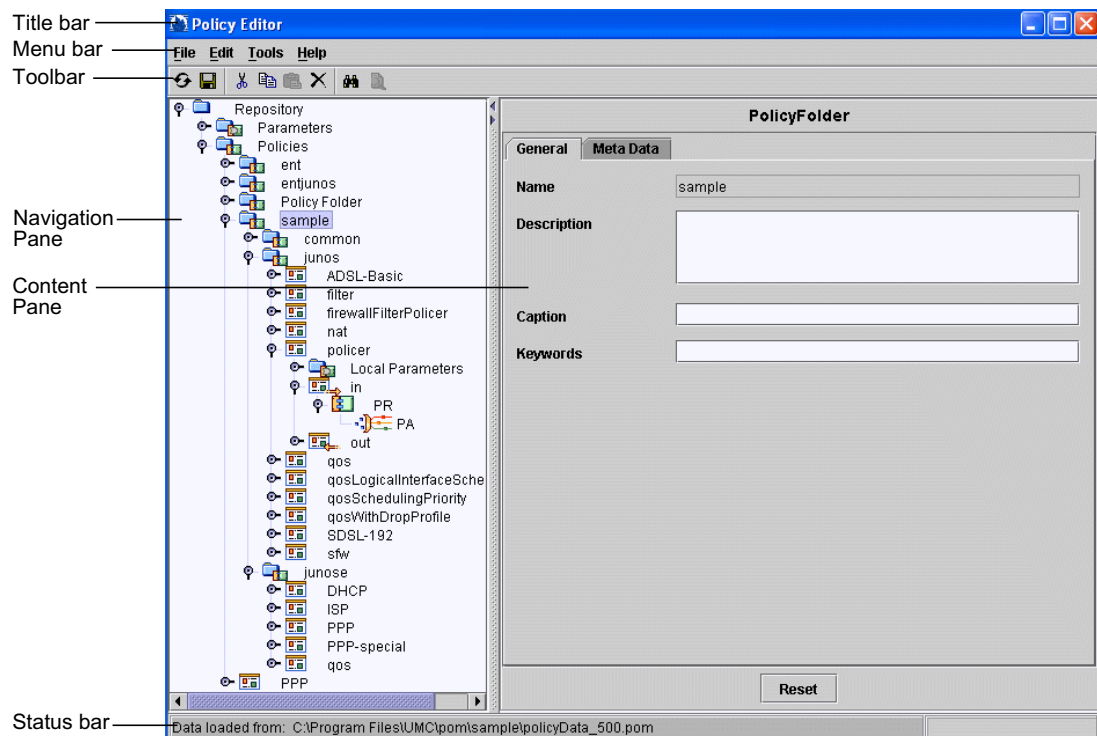 Title bar
Policy Editor
Menu bar
File Edit Tools Help
Toolbar
Repository
Parameters
Policies
ent
entjunos
Policy Folder
sample
common
junos
ADSL-Basic
filter
firewallFilterPolicer
nat
policer
Local Parameters
in
PR
PA
out
qos
qosLogicalInterfaceSche
qosSchedulingPriority
qosWithDropProfile
SDSL-192
sfw
junose
DHCP
ISP
PPP
PPP-special
qos
PPP
Navigation
Pane
Content
Pane
PolicyFolder
General Meta Data
Name sample
Description
Caption
Keywords
Reset
Status bar
Data loaded from: C:\Program Files\UMC\pom\sample\policyData_500.pom